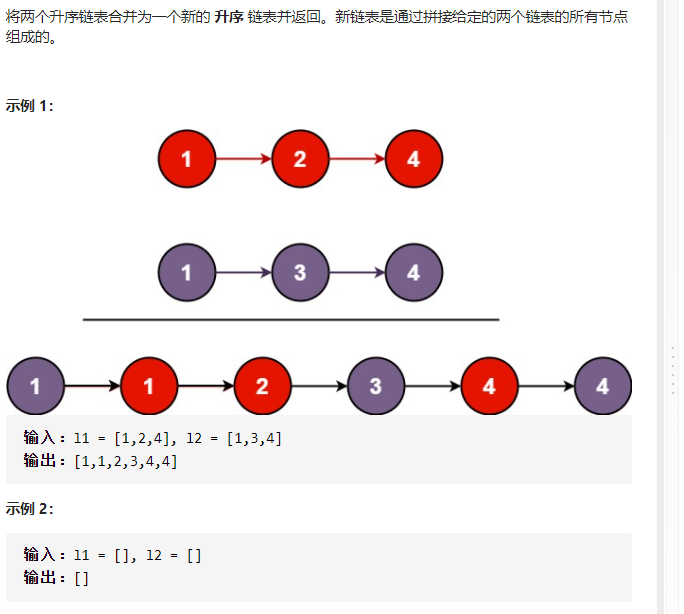 将两个升序链表合并为一个新的 升序 链表并返回。新链表是通过拼接给定的两个链表的所有节点
组成的。
示例 1：
1 2 4
1 3 4
1 1 2 3 4 4
输入：l1 = [1,2,4], l2 = [1,3,4]
输出：[1,1,2,3,4,4]
示例 2：
输入：l1 = [], l2 = []
输出：[]